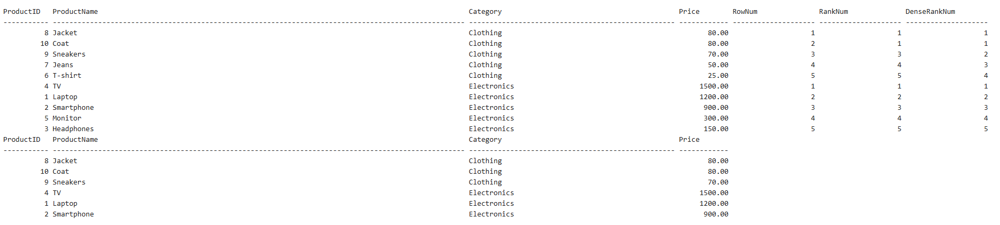 ProductID   ProductName                                                                                          Category                                           Price        RowNum               RankNum              DenseRankNum
----------- ---------------------------------------------------------------------------------------------------- -------------------------------------------------- ------------ -------------------- -------------------- --------------------
          8 Jacket                                                                                               Clothing                                                  80.00                    1                    1                    1
         10 Coat                                                                                                 Clothing                                                  80.00                    2                    1                    1
          9 Sneakers                                                                                             Clothing                                                  70.00                    3                    3                    2
          7 Jeans                                                                                                Clothing                                                  50.00                    4                    4                    3
          6 T-shirt                                                                                              Clothing                                                  25.00                    5                    5                    4
          4 TV                                                                                                   Electronics                                             1500.00                    1                    1                    1
          1 Laptop                                                                                               Electronics                                             1200.00                    2                    2                    2
          2 Smartphone                                                                                           Electronics                                              900.00                    3                    3                    3
          5 Monitor                                                                                              Electronics                                              300.00                    4                    4                    4
          3 Headphones                                                                                           Electronics                                              150.00                    5                    5                    5
ProductID   ProductName                                                                                          Category                                           Price
----------- ---------------------------------------------------------------------------------------------------- -------------------------------------------------- ------------
          8 Jacket                                                                                               Clothing                                                  80.00
         10 Coat                                                                                                 Clothing                                                  80.00
          9 Sneakers                                                                                             Clothing                                                  70.00
          4 TV                                                                                                   Electronics                                             1500.00
          1 Laptop                                                                                               Electronics                                             1200.00
          2 Smartphone                                                                                           Electronics                                              900.00